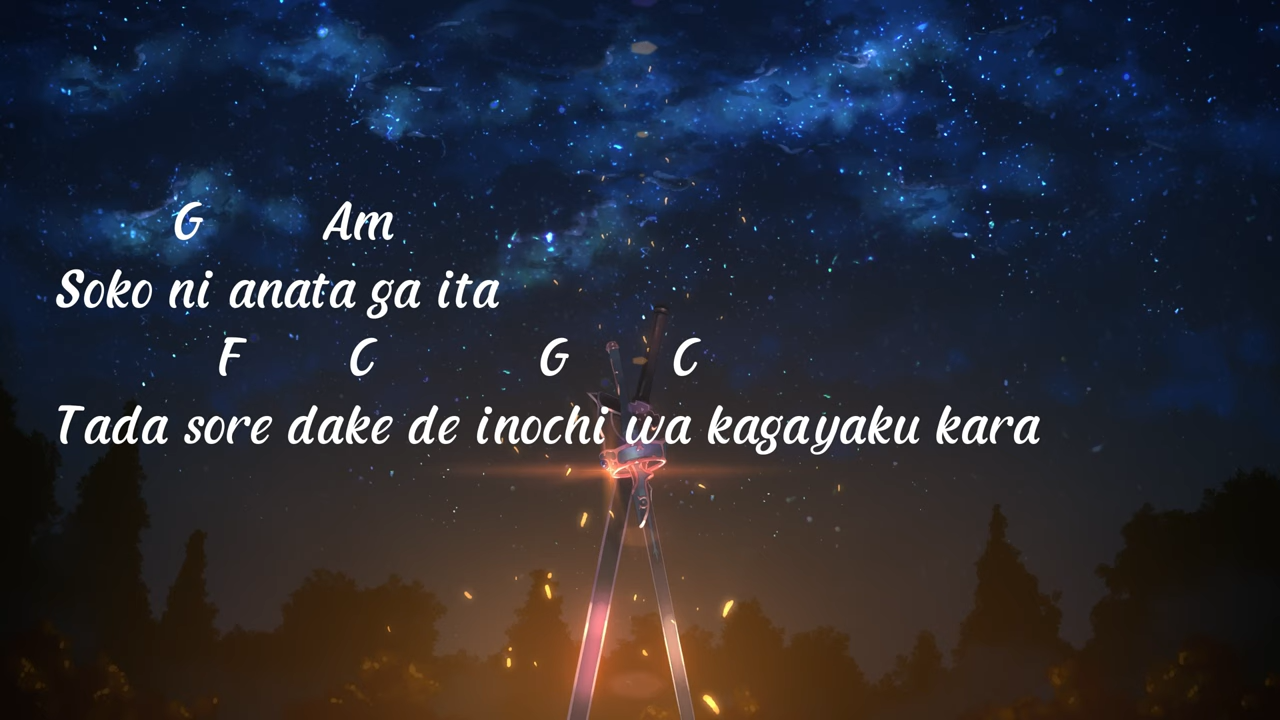 G Am
Soko ni anata ga ita
F C G C
Tada sore dake de inochi wa kagayaku kara